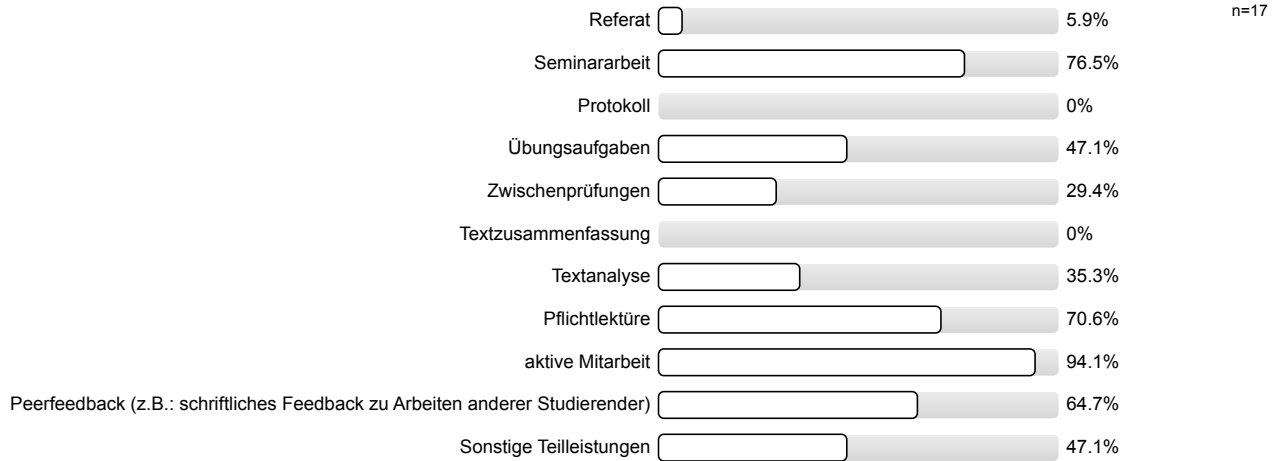 Referat 5.9% n=17
Seminararbeit 76.5%
Protokoll 0%
Übungsaufgaben 47.1%
Zwischenprüfungen 29.4%
Textzusammenfassung 0%
Textanalyse 35.3%
Pflichtlektüre 70.6%
aktive Mitarbeit 94.1%
Peerfeedback (z.B.: schriftliches Feedback zu Arbeiten anderer Studierender) 64.7%
Sonstige Teilleistungen 47.1%